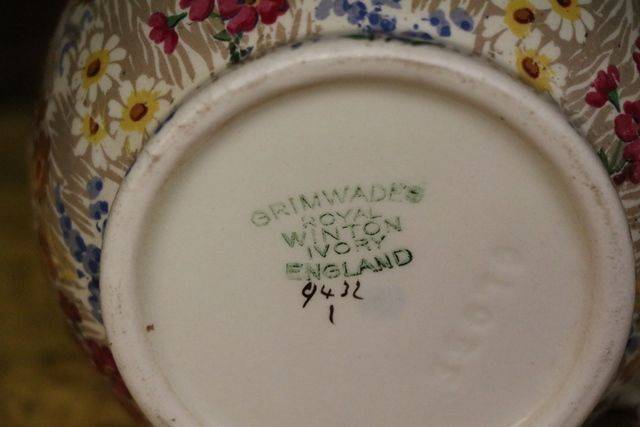 GRIMWADES
ROYAL
WINTON
IVORY
ENGLAND
9432
1